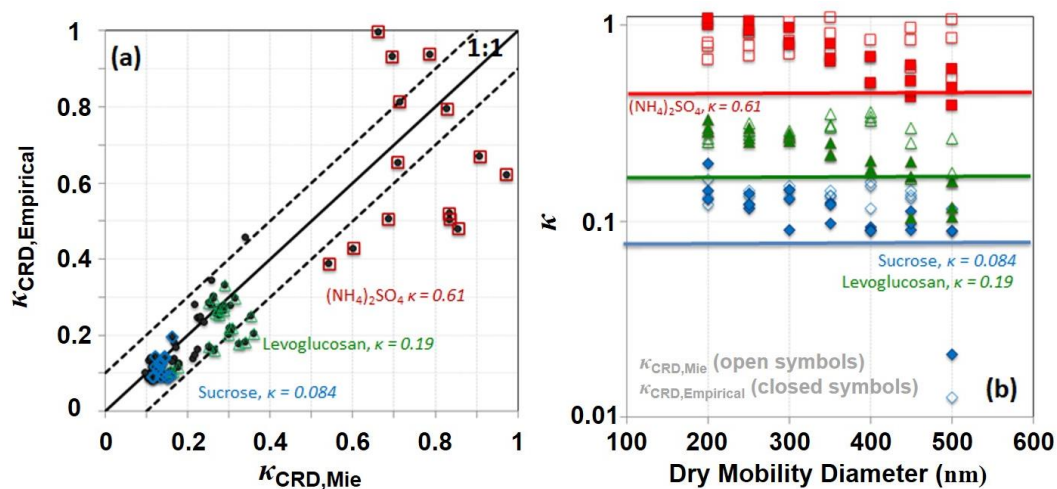 (a)
1:1
1
0.8
0.6
0.4
0.2
0
0
0.2
0.4
0.6
0.8
1
κCRD,Empirical
κCRD,Mie
(NH4)2SO4 κ = 0.61
Levoglucosan, κ = 0.19
Sucrose, κ = 0.084
1
0.1
0.01
κ
(NH4)2SO4, κ = 0.61
Sucrose, κ = 0.084
Levoglucosan, κ = 0.19
κCRD,Mie (open symbols)
κCRD,Empirical (closed symbols)
(b)
100
200
300
400
500
600
Dry Mobility Diameter (nm)